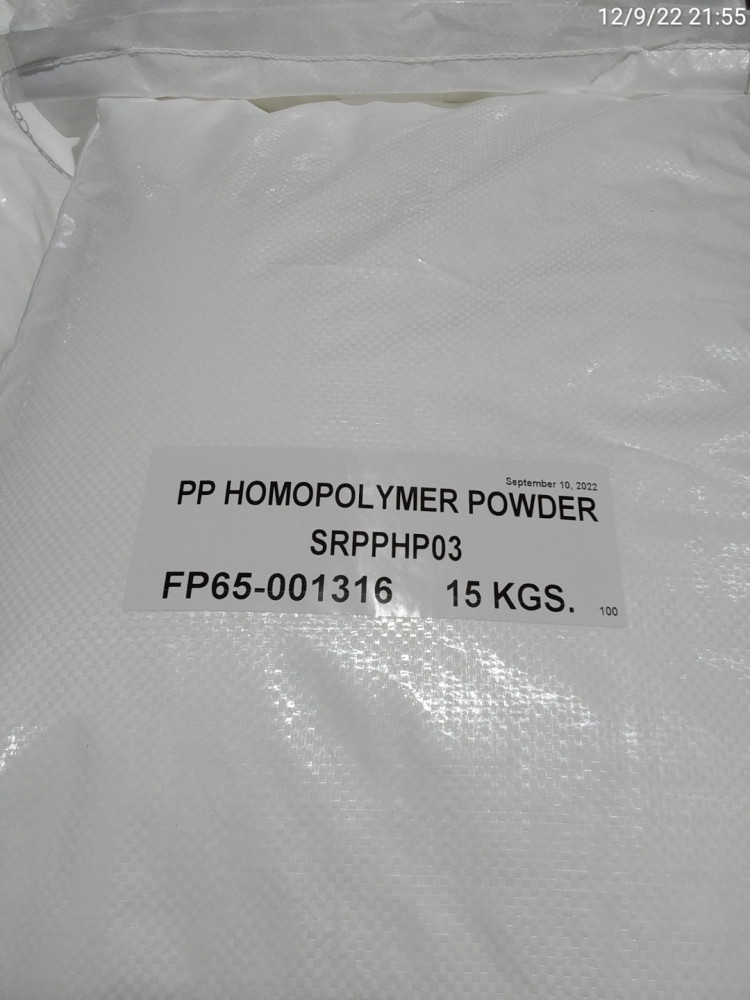 12/9/22 21:55
September 10, 2022
PP HOMOPOLYMER POWDER
SRPPHP03
FP65-001316 15 KGS.
100